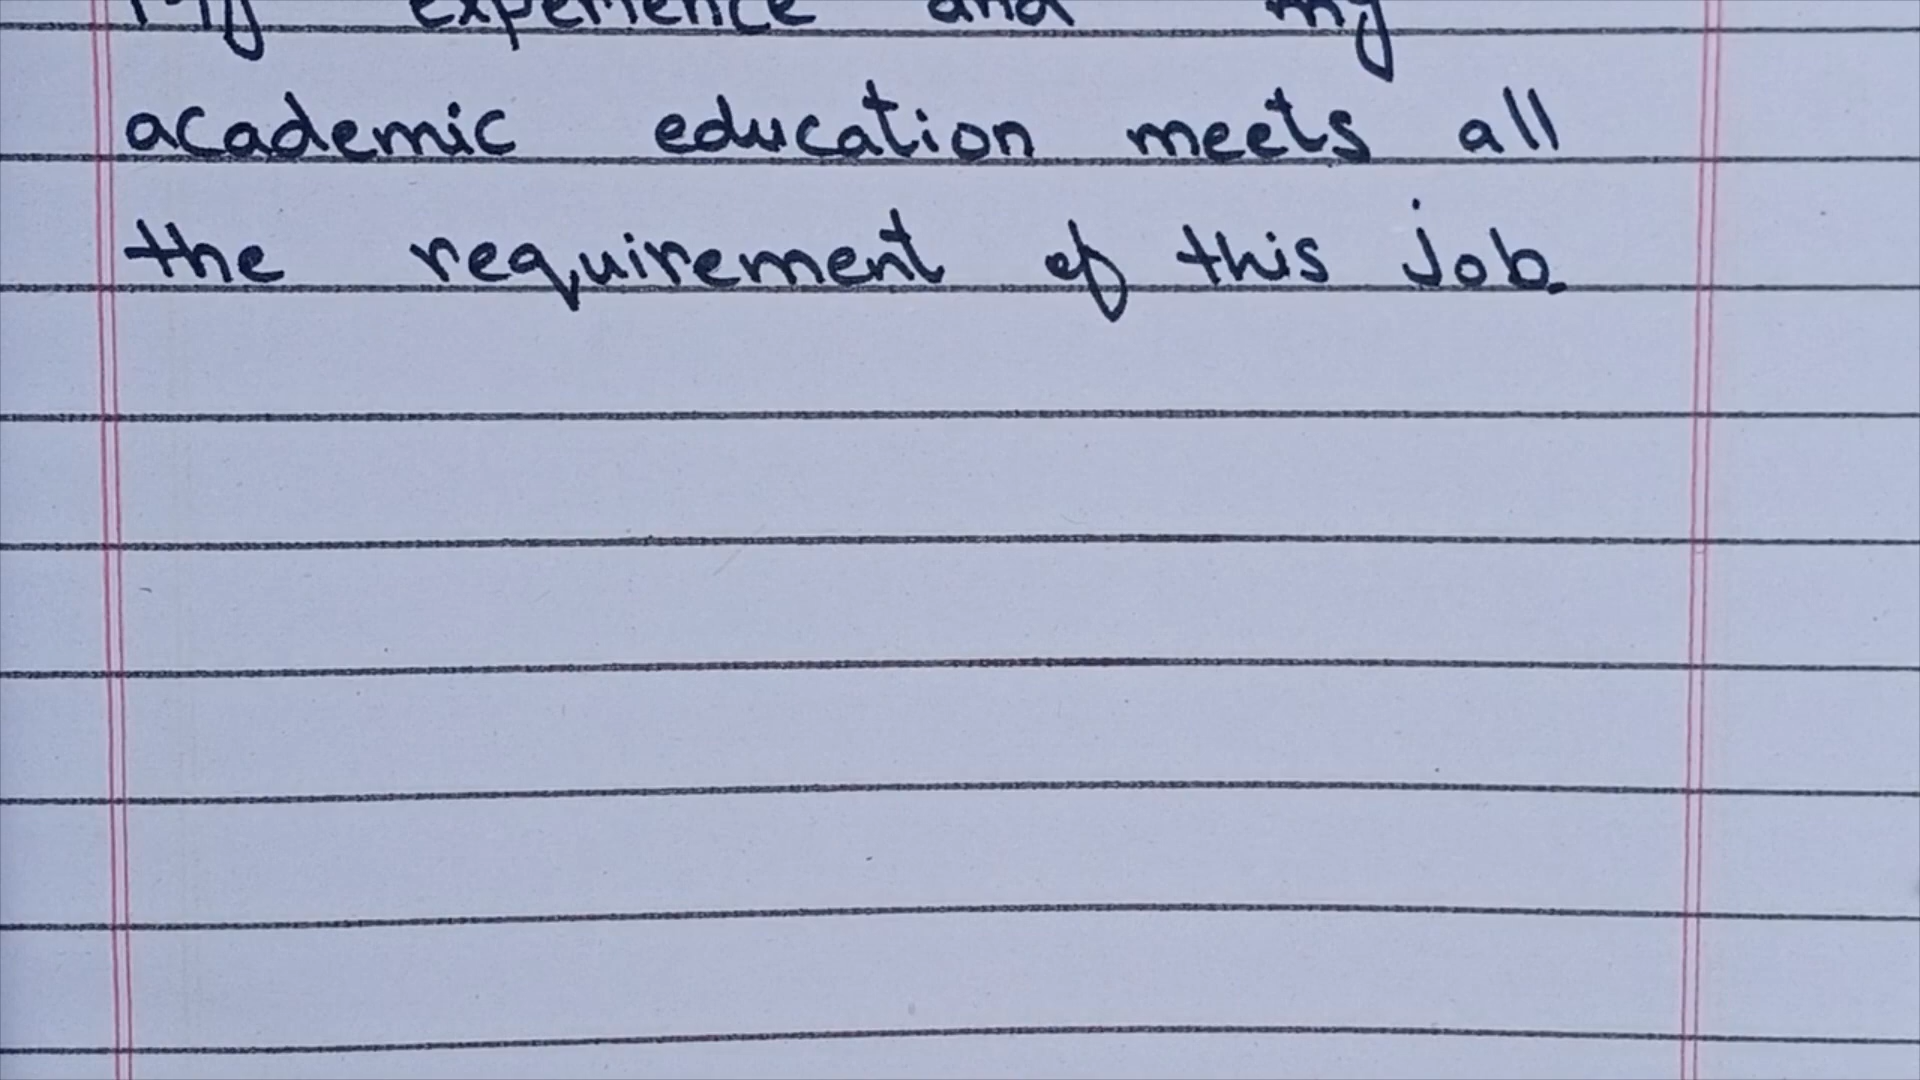 My experience and my
academic education meets all
the requirement of this job.